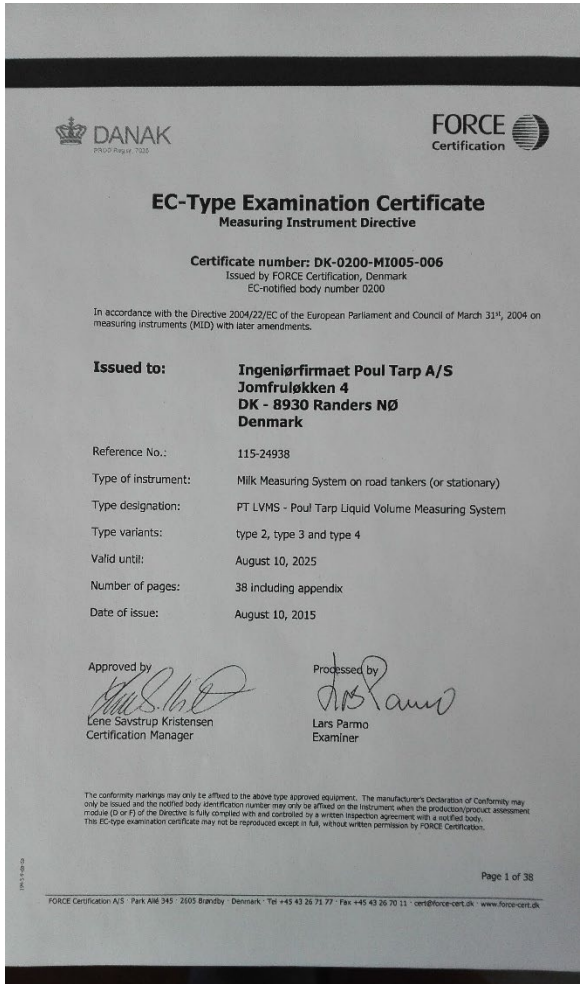 DANAK
PROD Reg.nr. 7026
FORCE
Certification
EC-Type Examination Certificate
Measuring Instrument Directive
Certificate number: DK-0200-MI005-006
Issued by FORCE Certification, Denmark
EC-notified body number 0200
In accordance with the Directive 2004/22/EC of the European Parliament and Council of March 31st, 2004 on
measuring instruments (MID) with later amendments.
Issued to: Ingeniørfirmaet Poul Tarp A/S
Jomfruløkken 4
DK - 8930 Randers NØ
Denmark
Reference No.: 115-24938
Type of instrument: Milk Measuring System on road tankers (or stationary)
Type designation: PT LVMS - Poul Tarp Liquid Volume Measuring System
Type variants: type 2, type 3 and type 4
Valid until: August 10, 2025
Number of pages: 38 including appendix
Date of issue: August 10, 2015
Approved by Processed by
Lene Savstrup Kristensen Lars Parmo
Certification Manager Examiner
The conformity markings may only be affixed to the above type approved equipment. The manufacturer's Declaration of Conformity may
only be issued and the notified body identification number may only be affixed on the instrument when the production/product assessment
module (D or F) of the Directive is fully complied with and controlled by a written inspection agreement with a notified body.
This EC-type examination certificate may not be reproduced except in full, without written permission by FORCE Certification.
Page 1 of 38
FORCE Certification A/S · Park Allé 345 · 2605 Brøndby · Denmark · Tel +45 43 26 71 77 · Fax +45 43 26 70 11 · cert@force-cert.dk · www.force-cert.dk